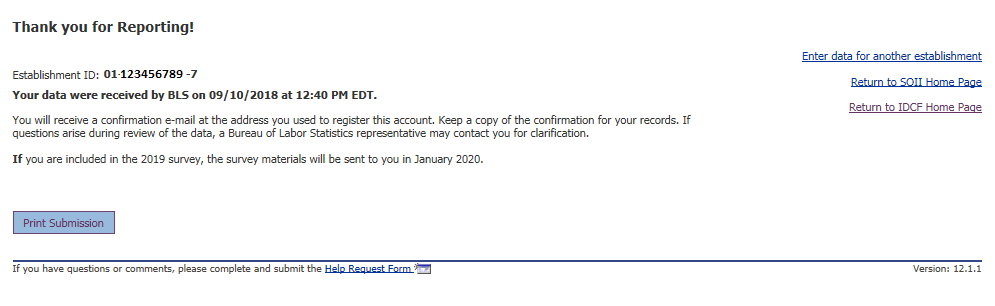 Thank you for Reporting!
Enter data for another establishment
Establishment ID: 01-123456789 -7
Return to SOII Home Page
Your data were received by BLS on 09/10/2018 at 12:40 PM EDT.
Return to IDCF Home Page
You will receive a confirmation e-mail at the address you used to register this account. Keep a copy of the confirmation for your records. If
questions arise during review of the data, a Bureau of Labor Statistics representative may contact you for clarification.
If you are included in the 2019 survey, the survey materials will be sent to you in January 2020.
Print Submission
If you have questions or comments, please complete and submit the Help Request Form
Version: 12.1.1